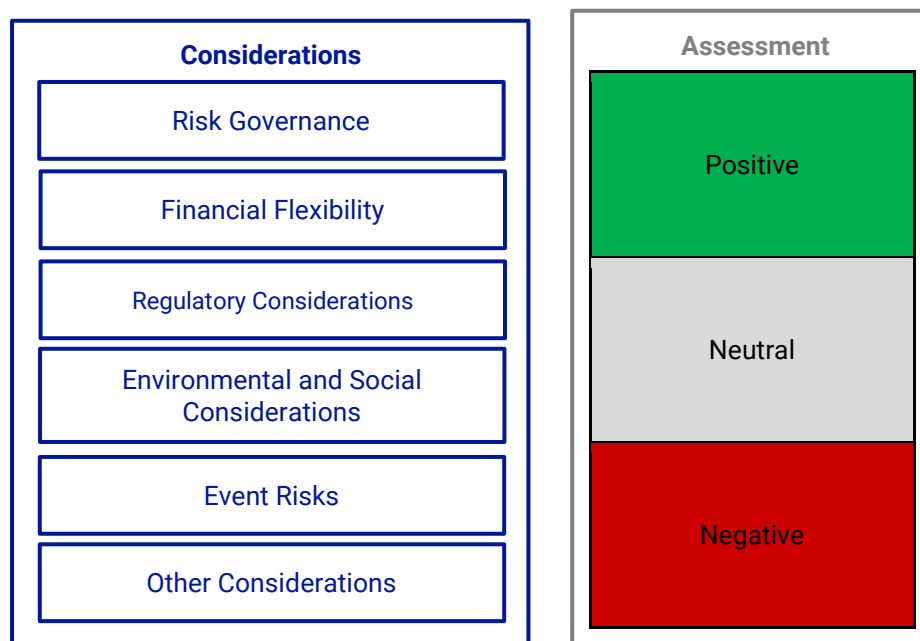 Considerations
Risk Governance
Financial Flexibility
Regulatory Considerations
Environmental and Social
Considerations
Event Risks
Other Considerations
Assessment
Positive
Neutral
Negative